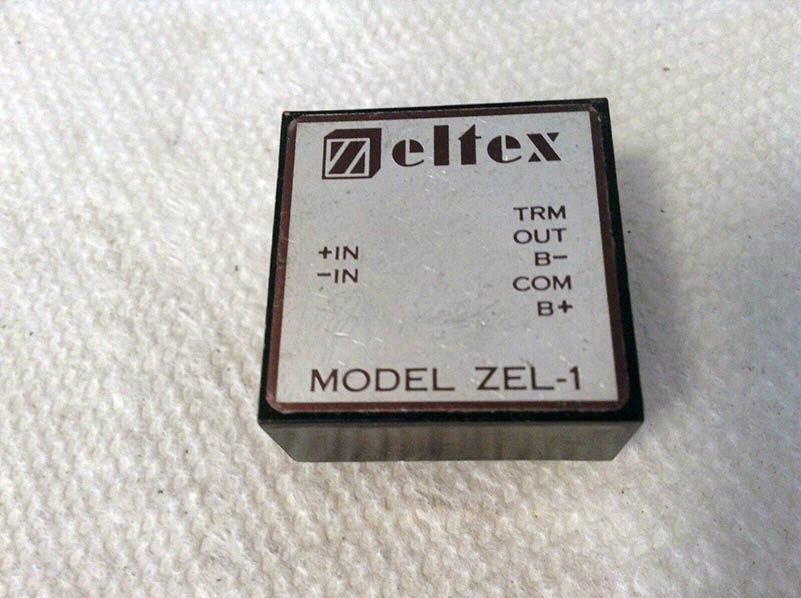 Zeltex
TRM
OUT
+IN
B-
-IN
COM
B+
MODEL ZEL-1